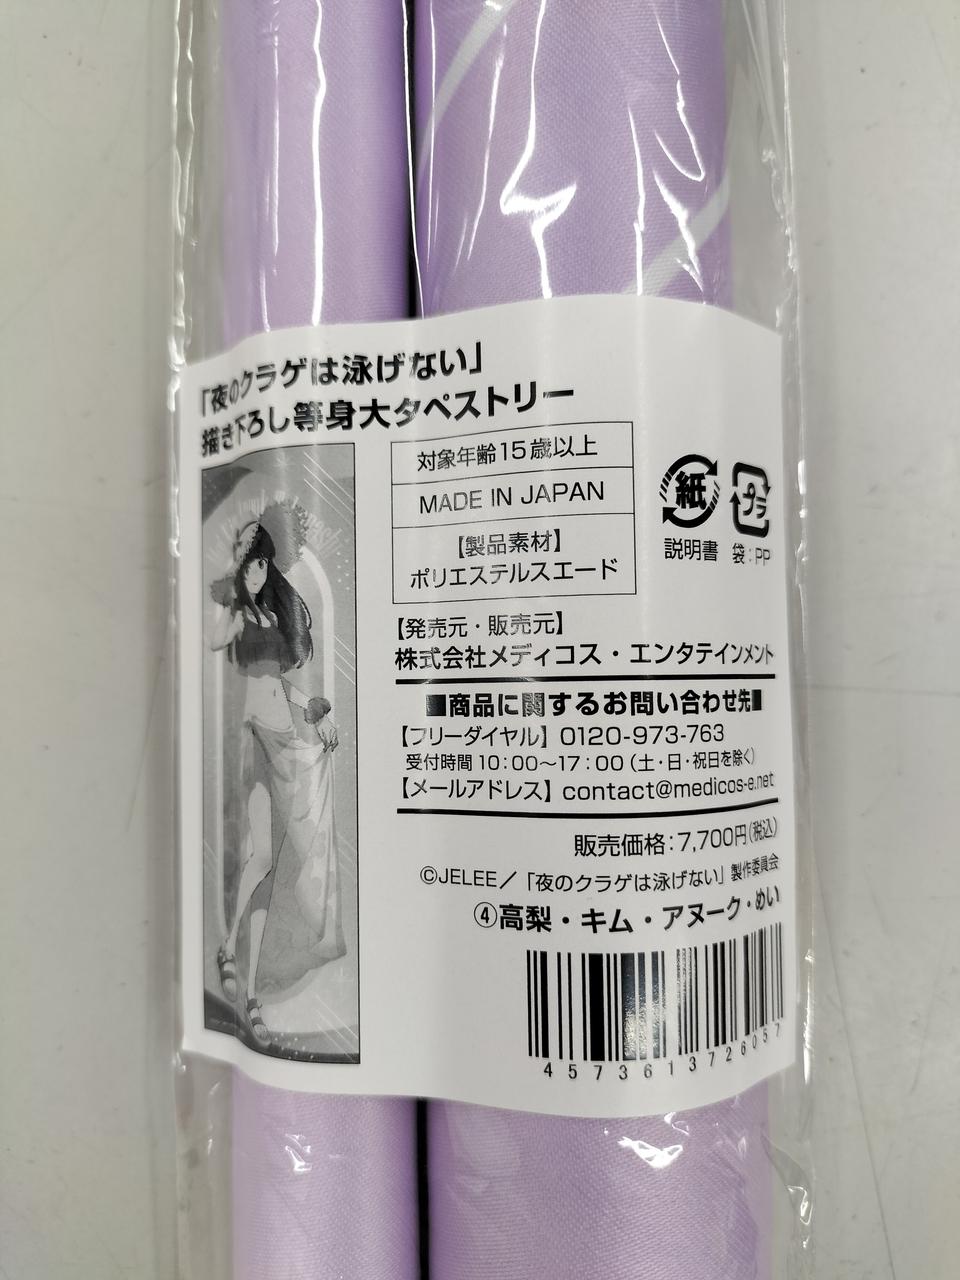 「夜のクラゲは泳げない」
描き下ろし等身大タペストリー
対象年齢15歳以上
MADE IN JAPAN
【製品素材】
ポリエステルスエード
紙
説明書
プラ
袋：PP
【発売元・販売元】
株式会社メディコス・エンタテインメント
■商品に関するお問い合わせ先■
【フリーダイヤル】0120-973-763
受付時間 10：00～17：00（土・日・祝日を除く）
【メールアドレス】contact@medicos-e.net
販売価格：7,700円（税込）
©JELEE／「夜のクラゲは泳げない」製作委員会
④高梨・キム・アヌーク・めい
4573613726057